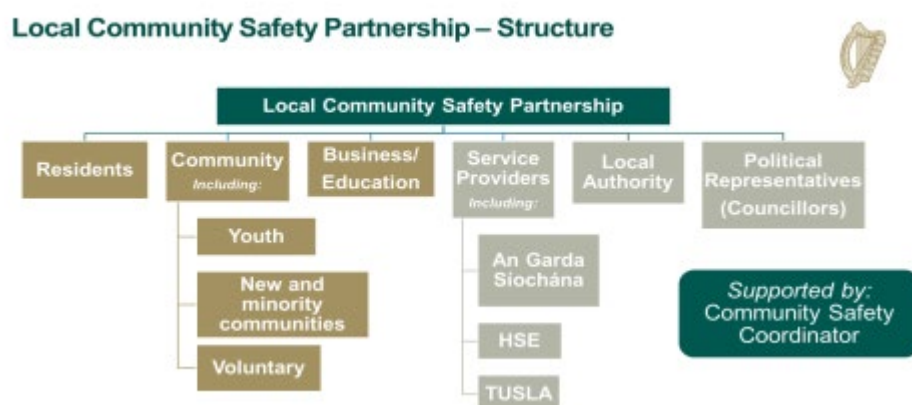 Local Community Safety Partnership – Structure
Local Community Safety Partnership
Residents
Community
Including:
Business/
Education
Service
Providers
Including:
Local
Authority
Political
Representatives
(Councillors)
Youth
New and
minority
communities
Voluntary
An Garda
Síochána
HSE
TUSLA
Supported by:
Community Safety
Coordinator